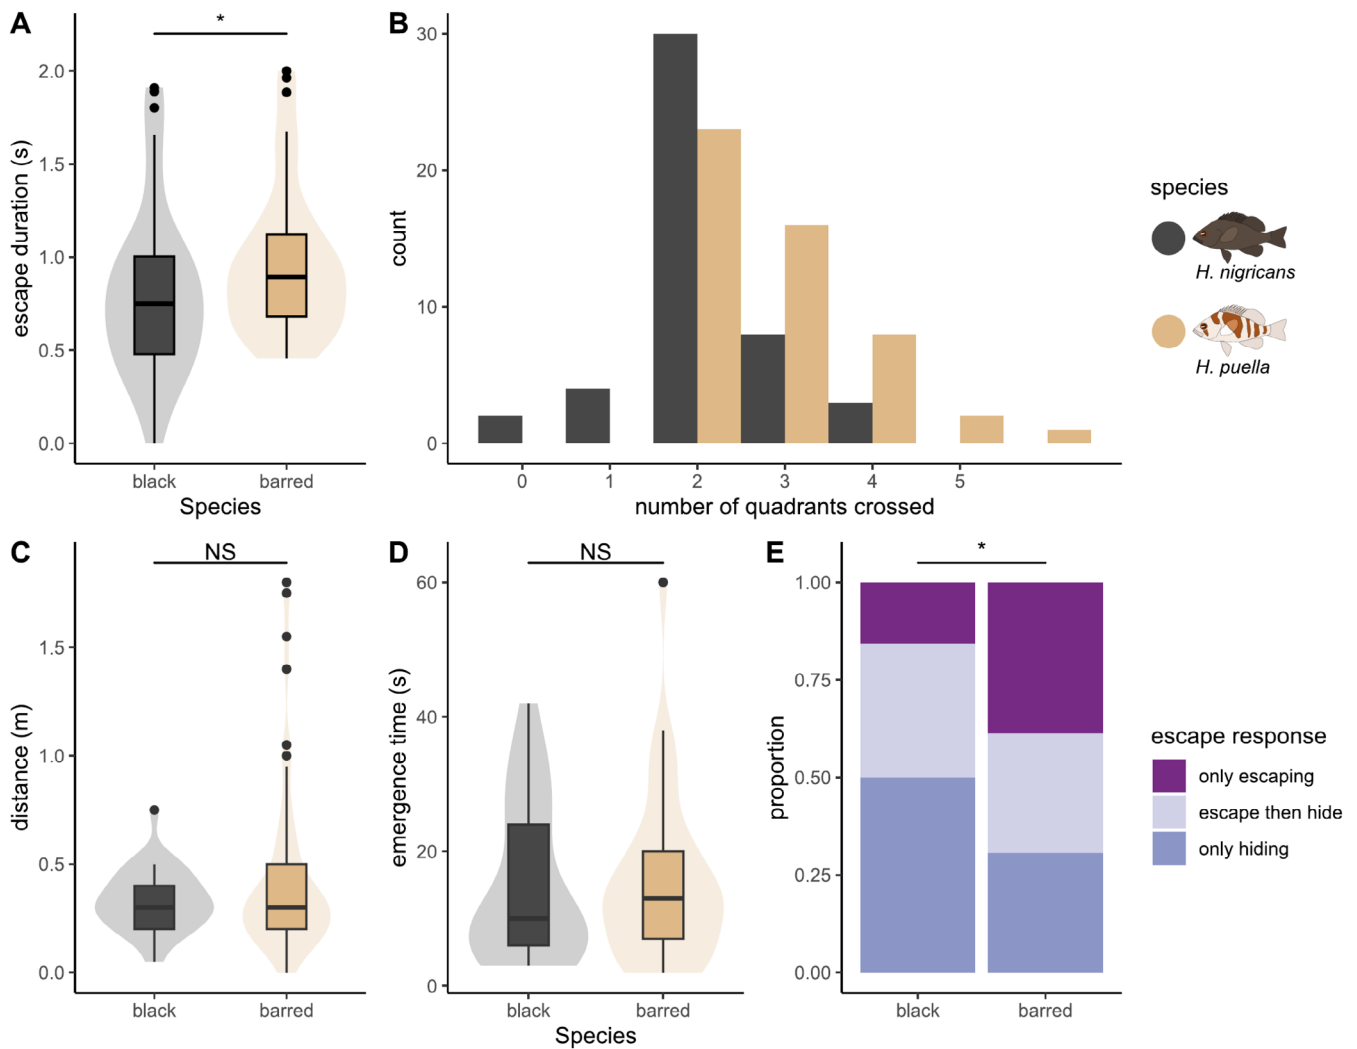 A
*
escape duration (s)
2.0
1.5
1.0
0.5
0.0
black barred
Species
B
count
30
20
10
0
0 1 2 3 4 5
number of quadrants crossed
species
H. nigricans
H. puella
C
NS
distance (m)
1.5
1.0
0.5
0.0
black barred
D
NS
emergence time (s)
60
40
20
0
black barred
Species
E
*
proportion
1.00
0.75
0.50
0.25
0.00
black barred
escape response
only escaping
escape then hide
only hiding